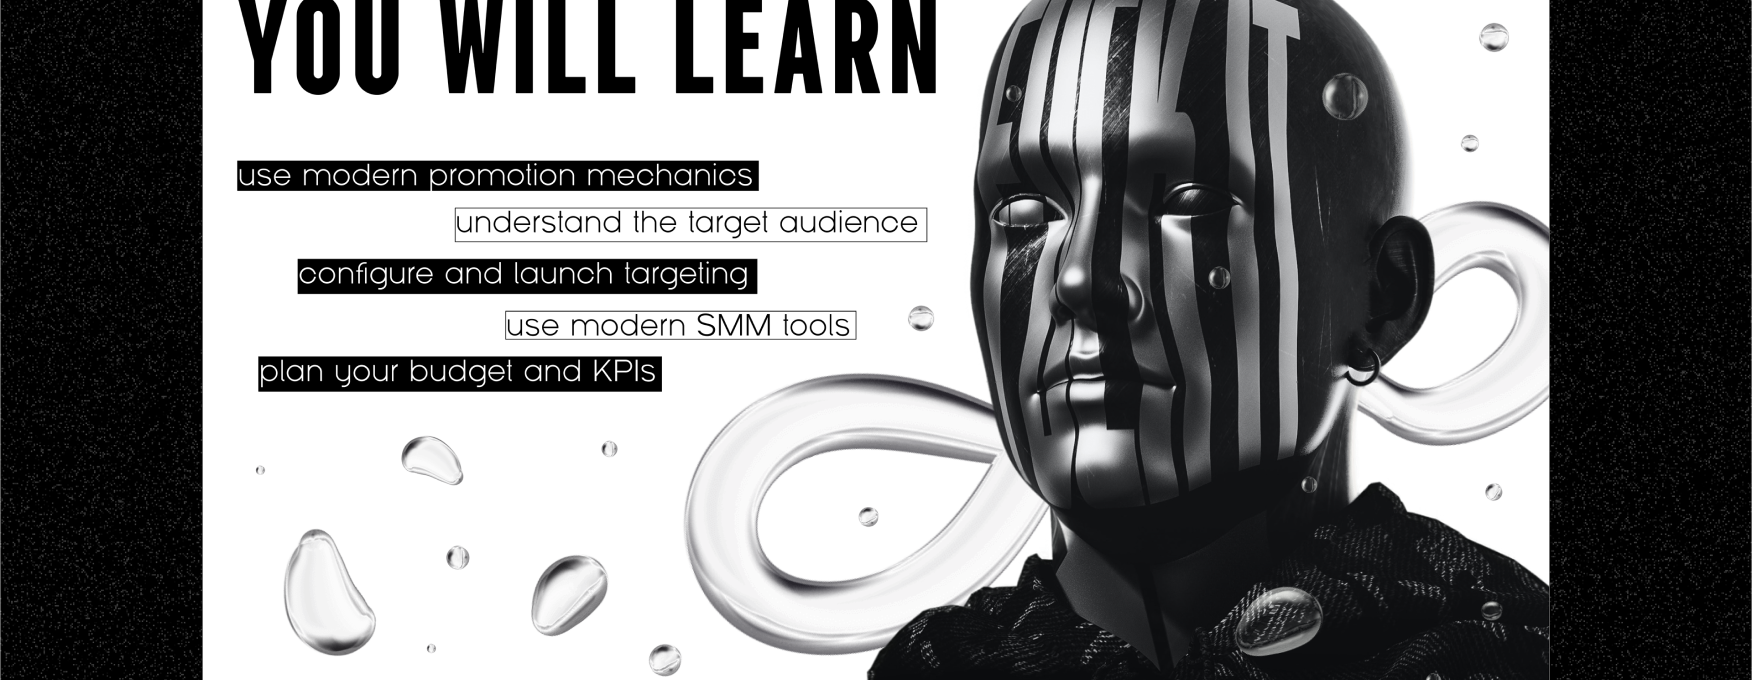 YOU WILL LEARN
use modern promotion mechanics
understand the target audience
configure and launch targeting
use modern SMM tools
plan your budget and KPIs